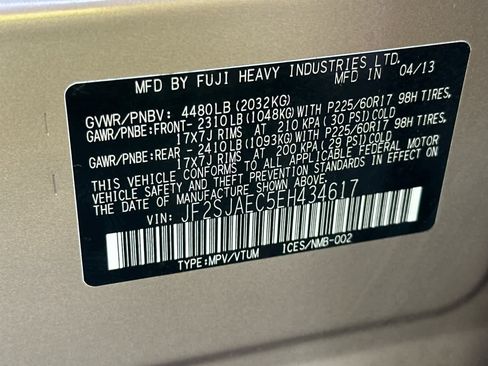 MFD BY FUJI HEAVY INDUSTRIES LTD.
MFD IN 04/13
GVWR/PNBV: 4480LB (2032KG)
GAWR/PNBE:FRONT-2310LB (1048KG)WITH P225/60R17 98H TIRES,
17X7J RIMS AT 210 KPA (30 PSI)COLD
GAWR/PNBE:REAR -2410LB (1093KG)WITH P225/60R17 98H TIRES,
17X7J RIMS AT 200 KPA (29 PSI)COLD
THIS VEHICLE CONFORMS TO ALL APPLICABLE FEDERAL MOTOR
VEHICLE SAFETY STANDARDS IN EFFECT ON THE DATE OF
MANUFACTURE SHOWN ABOVE
VIN: JF2SJAEC5EH434617
TYPE:MPV/VTUM ICES/NMB-002